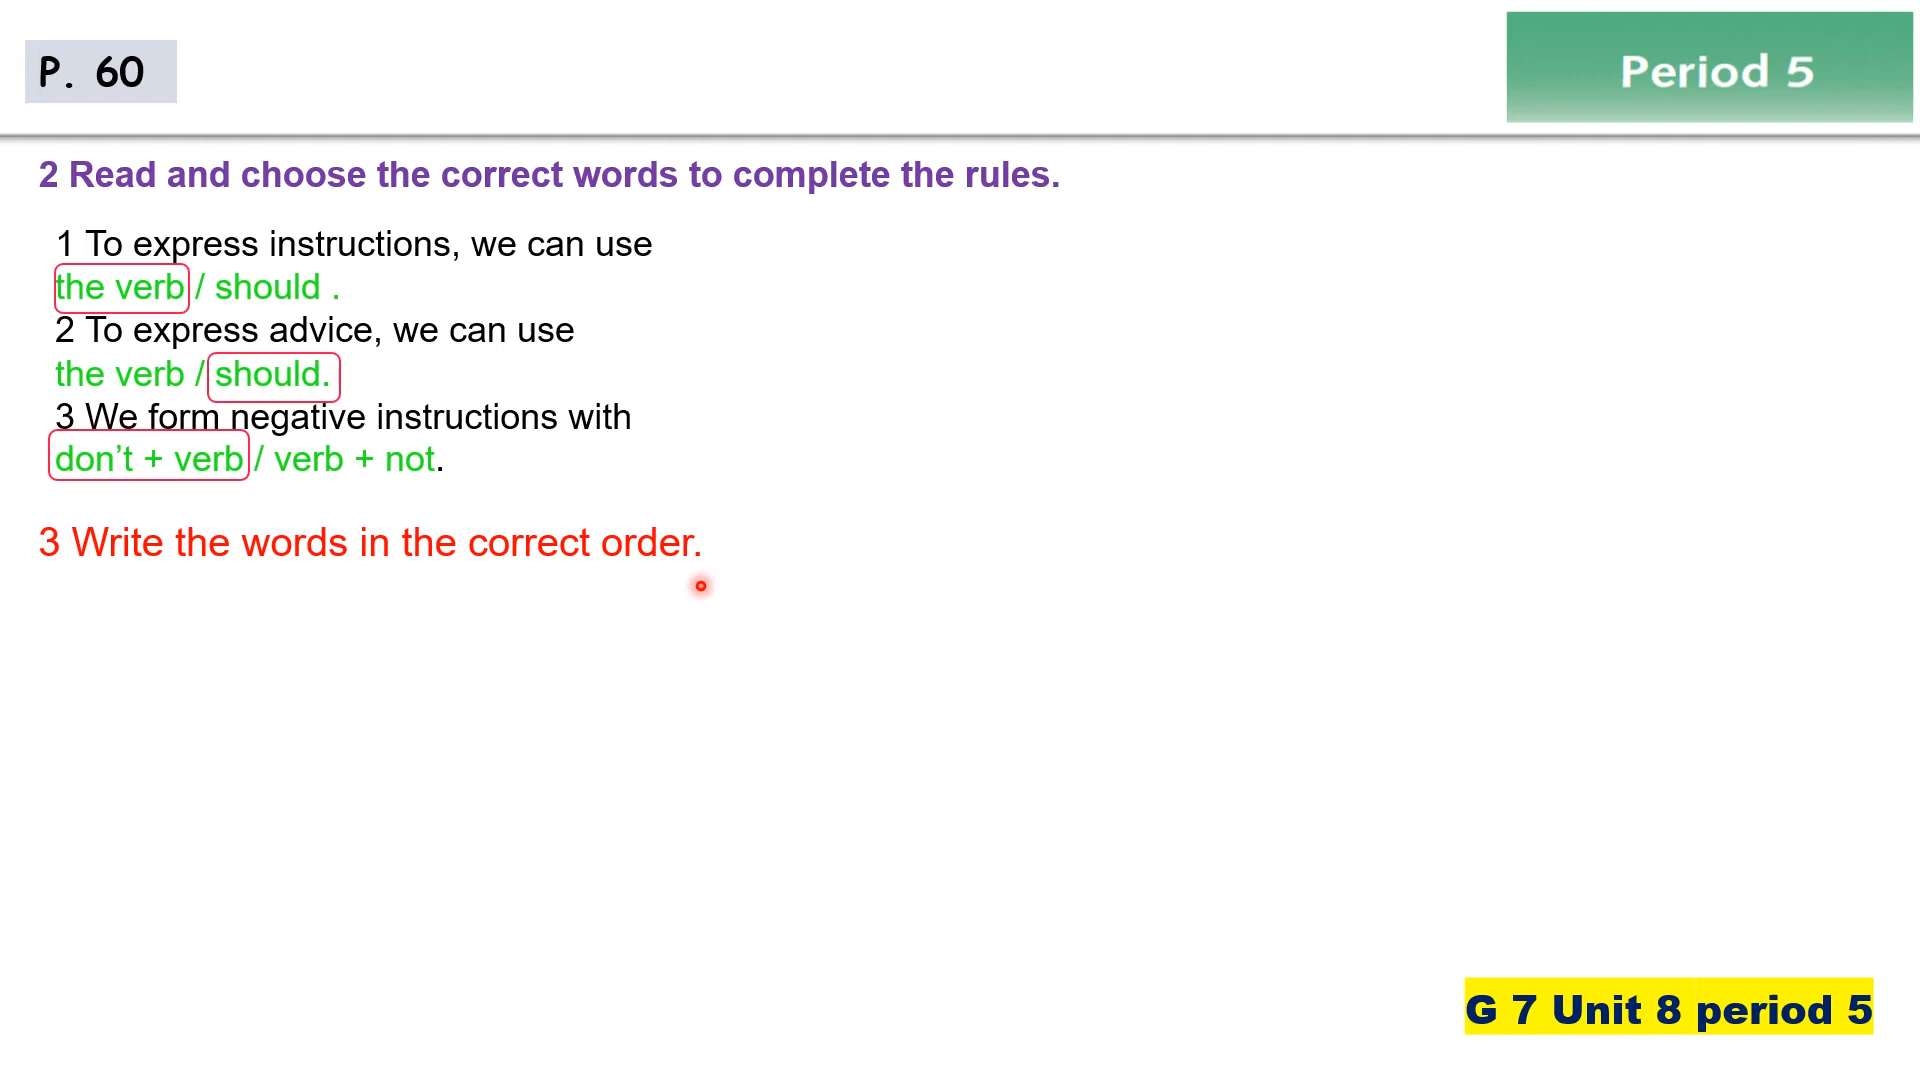 P. 60
Period 5
2 Read and choose the correct words to complete the rules.
1 To express instructions, we can use
the verb / should .
2 To express advice, we can use
the verb / should.
3 We form negative instructions with
don’t + verb / verb + not.
3 Write the words in the correct order.
G 7 Unit 8 period 5